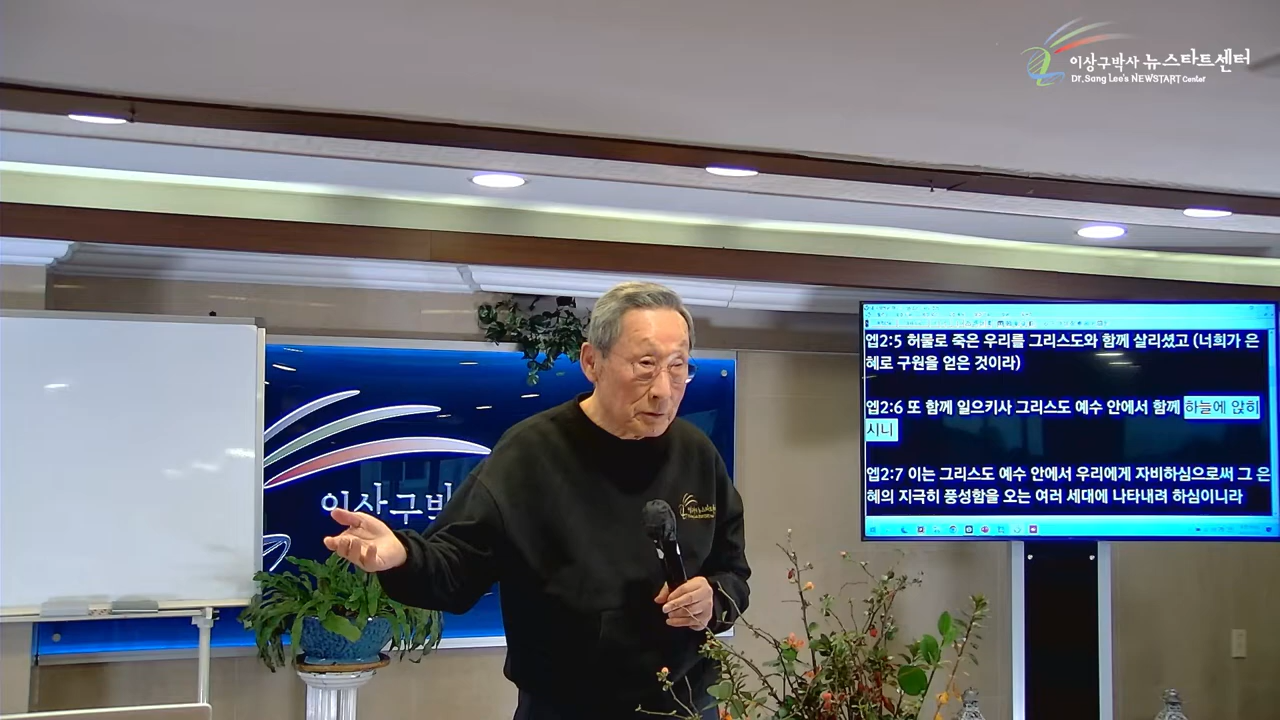 이상구박사 뉴스타트센터
Dr. Sang Lee's NEWSTART Center
엡2:5 허물로 죽은 우리를 그리스도와 함께 살리셨고 (너희가 은
혜로 구원을 얻은 것이라)
엡2:6 또 함께 일으키사 그리스도 예수 안에서 함께 하늘에 앉히
시니
엡2:7 이는 그리스도 예수 안에서 우리에게 자비하심으로써 그 은
혜의 지극히 풍성함을 오는 여러 세대에 나타내려 하심이니라
이상구박